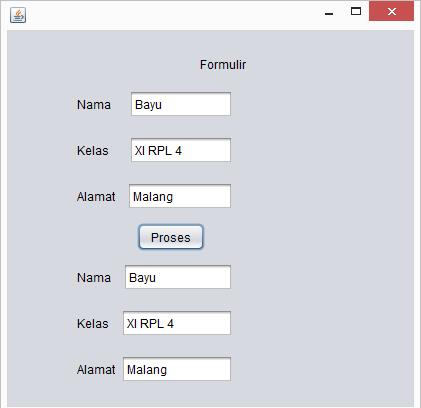 Formulir
Nama Bayu
Kelas XI RPL 4
Alamat Malang
Proses
Nama Bayu
Kelas XI RPL 4
Alamat Malang